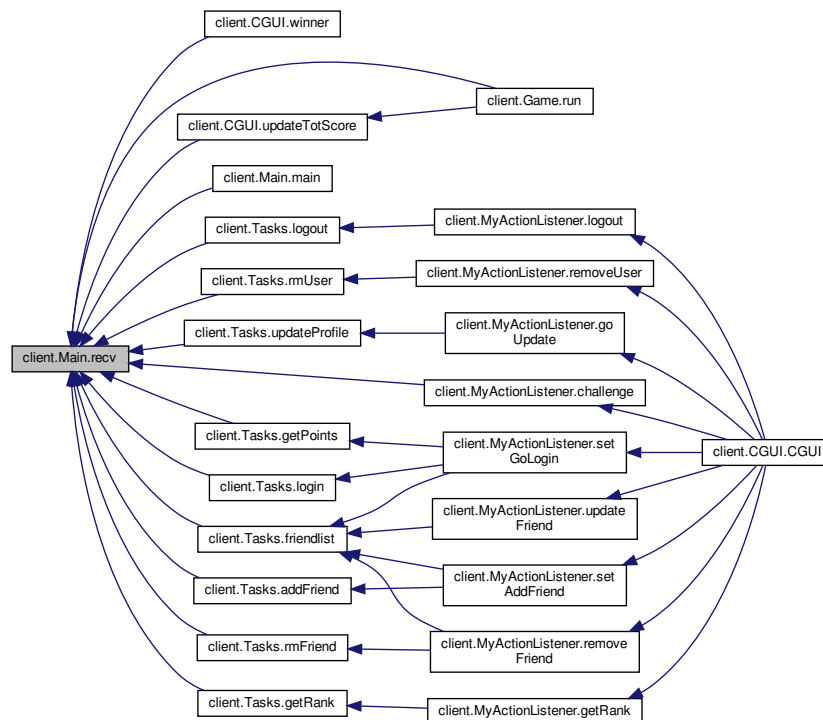 client.CGUI.winner
client.Game.run
client.CGUI.updateTotScore
client.Main.main
client.Tasks.logout
client.MyActionListener.logout
client.Tasks.rmUser
client.MyActionListener.removeUser
client.Tasks.updateProfile
client.MyActionListener.go
Update
client.Main.recv
client.MyActionListener.challenge
client.Tasks.getPoints
client.MyActionListener.set
GoLogin
client.CGUI.CGUI
client.Tasks.login
client.Tasks.friendlist
client.MyActionListener.update
Friend
client.Tasks.addFriend
client.MyActionListener.set
AddFriend
client.Tasks.rmFriend
client.MyActionListener.remove
Friend
client.Tasks.getRank
client.MyActionListener.getRank